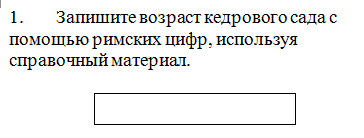 1. Запишите возраст кедрового сада с
помощью римских цифр, используя
справочный материал.